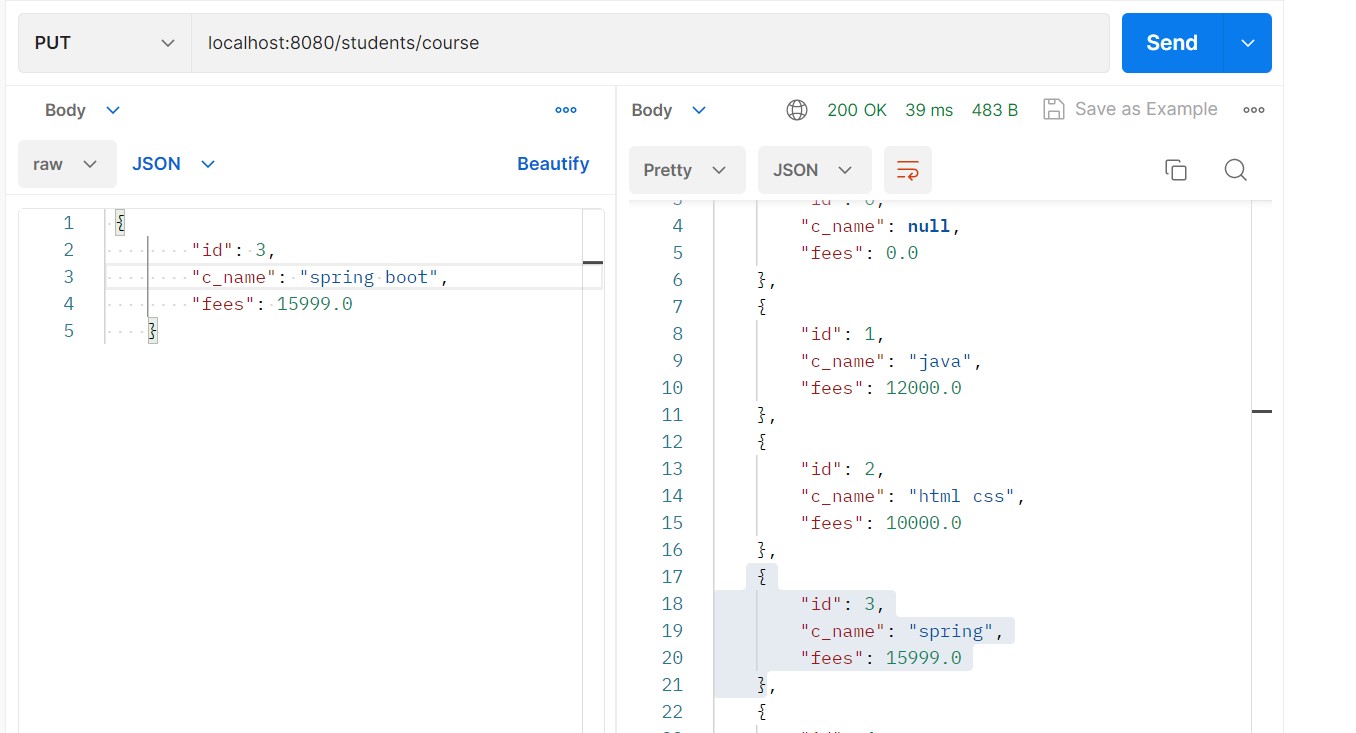 PUT localhost:8080/students/course Send
Body
raw JSON Beautify
1 {
2 "id": 3,
3 "c_name": "spring boot",
4 "fees": 15999.0
5 }
Body 200 OK 39 ms 483 B Save as Example
Pretty JSON
4 "c_name": null,
5 "fees": 0.0
6 },
7 {
8 "id": 1,
9 "c_name": "java",
10 "fees": 12000.0
11 },
12 {
13 "id": 2,
14 "c_name": "html css",
15 "fees": 10000.0
16 },
17 {
18 "id": 3,
19 "c_name": "spring",
20 "fees": 15999.0
21 },
22 {